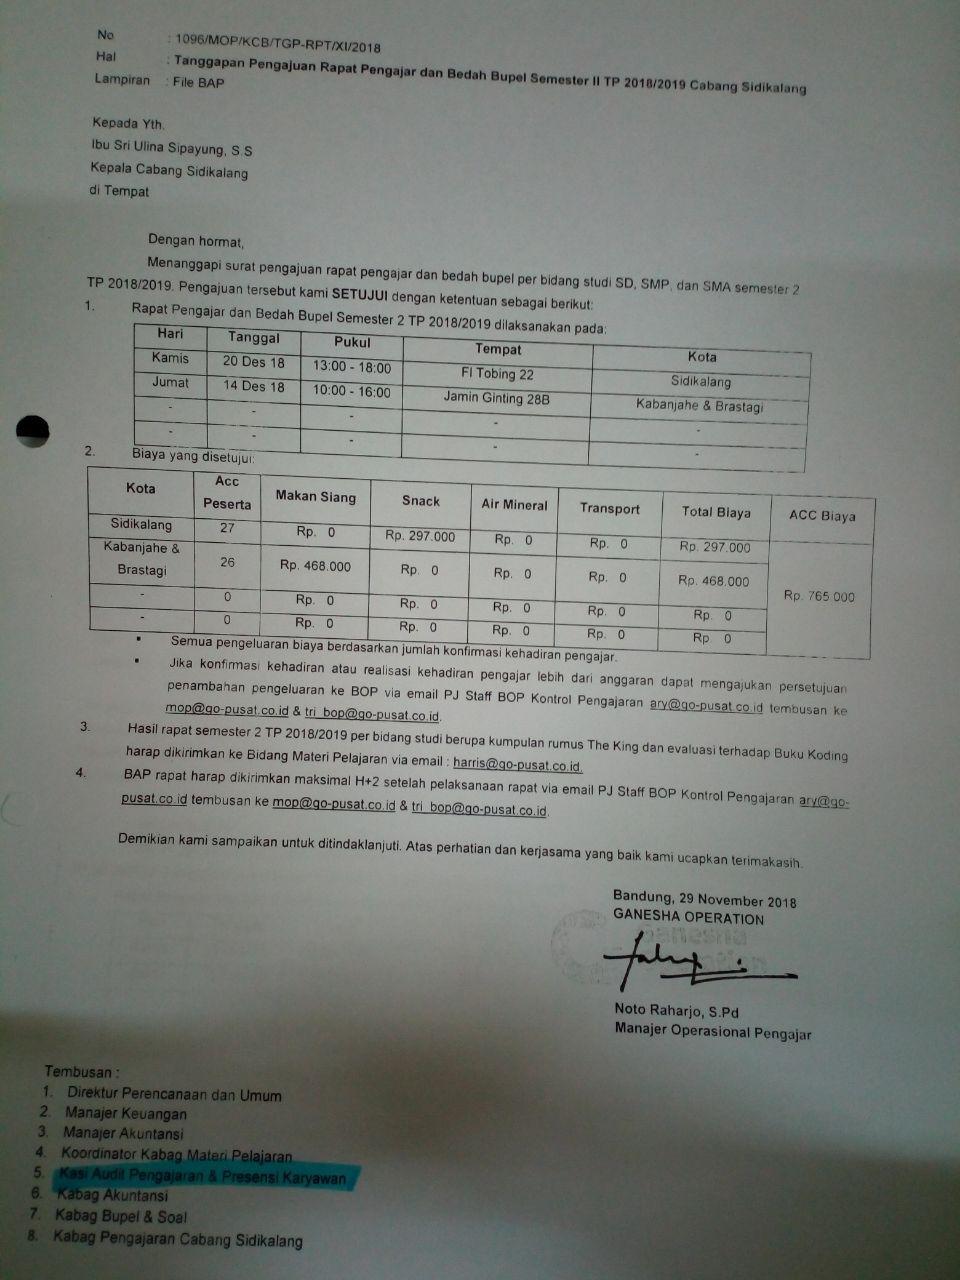 No : 1096/MOP/KCB/TGP-RPT/XI/2018
Hal : Tanggapan Pengajuan Rapat Pengajar dan Bedah Bupel Semester II TP 2018/2019 Cabang Sidikalang
Lampiran : File BAP
Kepada Yth.
Ibu Sri Ulina Sipayung, S.S
Kepala Cabang Sidikalang
di Tempat
Dengan hormat,
Menanggapi surat pengajuan rapat pengajar dan bedah bupel per bidang studi SD, SMP, dan SMA semester 2
TP 2018/2019. Pengajuan tersebut kami SETUJUI dengan ketentuan sebagai berikut:
1. Rapat Pengajar dan Bedah Bupel Semester 2 TP 2018/2019 dilaksanakan pada:
Hari Tanggal Pukul Tempat Kota
Kamis 20 Des 18 13:00 - 18:00 Fl Tobing 22 Sidikalang
Jumat 14 Des 18 10:00 - 16:00 Jamin Ginting 28B Kabanjahe & Brastagi
- - - - -
- - - - -
2. Biaya yang disetujui:
Kota Acc Peserta Makan Siang Snack Air Mineral Transport Total Biaya ACC Biaya
Sidikalang 27 Rp. 0 Rp. 297.000 Rp. 0 Rp. 0 Rp. 297.000
Kabanjahe & Brastagi 26 Rp. 468.000 Rp. 0 Rp. 0 Rp. 0 Rp. 468.000 Rp. 765.000
- 0 Rp. 0 Rp. 0 Rp. 0 Rp. 0 Rp. 0
- 0 Rp. 0 Rp. 0 Rp. 0 Rp. 0 Rp. 0
▪ Semua pengeluaran biaya berdasarkan jumlah konfirmasi kehadiran pengajar.
▪ Jika konfirmasi kehadiran atau realisasi kehadiran pengajar lebih dari anggaran dapat mengajukan persetujuan
penambahan pengeluaran ke BOP via email PJ Staff BOP Kontrol Pengajaran ary@go-pusat.co.id tembusan ke
mop@go-pusat.co.id & tri_bop@go-pusat.co.id.
3. Hasil rapat semester 2 TP 2018/2019 per bidang studi berupa kumpulan rumus The King dan evaluasi terhadap Buku Koding
harap dikirimkan ke Bidang Materi Pelajaran via email : harris@go-pusat.co.id.
4. BAP rapat harap dikirimkan maksimal H+2 setelah pelaksanaan rapat via email PJ Staff BOP Kontrol Pengajaran ary@go-
pusat.co.id tembusan ke mop@go-pusat.co.id & tri_bop@go-pusat.co.id.
Demikian kami sampaikan untuk ditindaklanjuti. Atas perhatian dan kerjasama yang baik kami ucapkan terimakasih.
Bandung, 29 November 2018
GANESHA OPERATION
Noto Raharjo, S.Pd
Manajer Operasional Pengajar
Tembusan :
1. Direktur Perencanaan dan Umum
2. Manajer Keuangan
3. Manajer Akuntansi
4. Koordinator Kabag Materi Pelajaran
5. Kasi Audit Pengajaran & Presensi Karyawan
6. Kabag Akuntansi
7. Kabag Bupel & Soal
8. Kabag Pengajaran Cabang Sidikalang